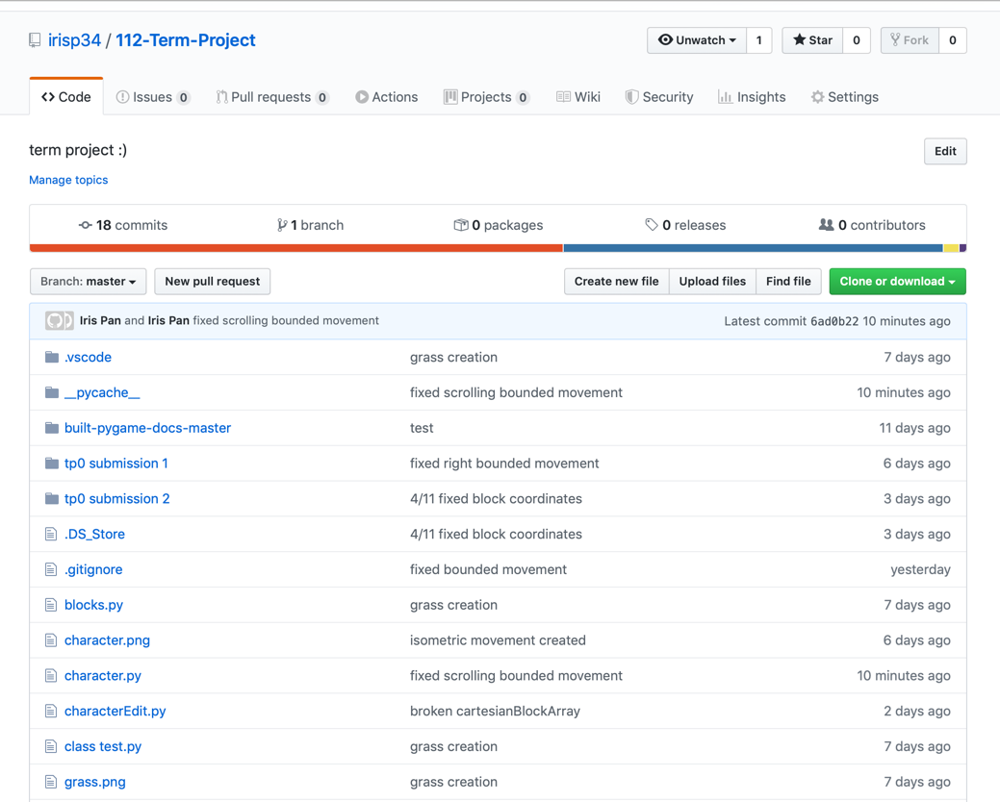 irisp34 / 112-Term-Project
Unwatch 1 Star 0 Fork 0
Code Issues 0 Pull requests 0 Actions Projects 0 Wiki Security Insights Settings
term project :) Edit
Manage topics
18 commits 1 branch 0 packages 0 releases 0 contributors
Branch: master New pull request Create new file Upload files Find file Clone or download
Iris Pan and Iris Pan fixed scrolling bounded movement Latest commit 6ad0b22 10 minutes ago
.vscode grass creation 7 days ago
__pycache__ fixed scrolling bounded movement 10 minutes ago
built-pygame-docs-master test 11 days ago
tp0 submission 1 fixed right bounded movement 6 days ago
tp0 submission 2 4/11 fixed block coordinates 3 days ago
.DS_Store 4/11 fixed block coordinates 3 days ago
.gitignore fixed bounded movement yesterday
blocks.py grass creation 7 days ago
character.png isometric movement created 6 days ago
character.py fixed scrolling bounded movement 10 minutes ago
characterEdit.py broken cartesianBlockArray 2 days ago
class test.py grass creation 7 days ago
grass.png grass creation 7 days ago